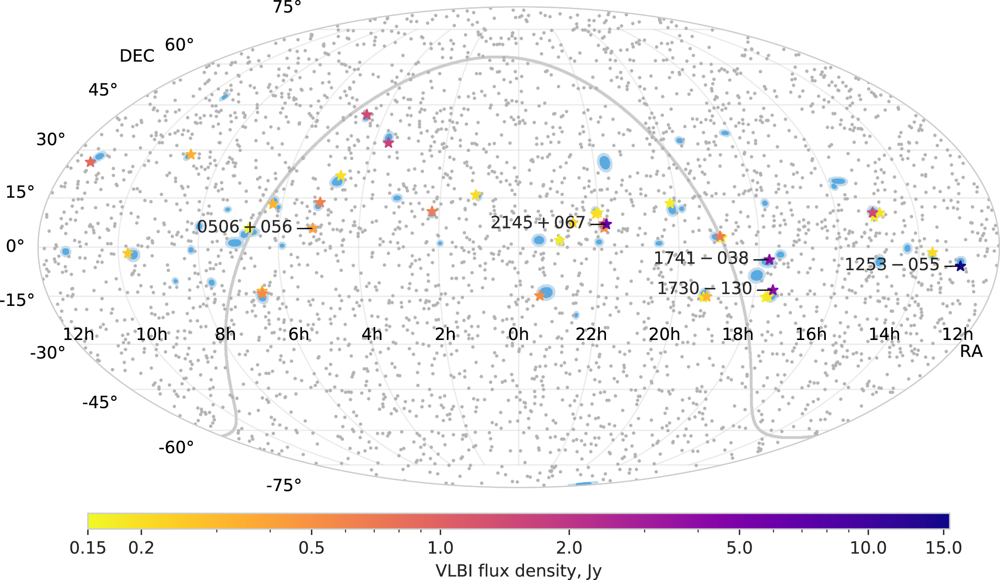 75°
60°
DEC
45°
30°
15°
0506 + 056
2145 + 067
0°
1741 − 038
1253 − 055
1730 − 130
-15°
12h 10h 8h 6h 4h 2h 0h 22h 20h 18h 16h 14h 12h
-30°
RA
-45°
-60°
-75°
0.15 0.2 0.5 1.0 2.0 5.0 10.0 15.0
VLBI flux density, Jy